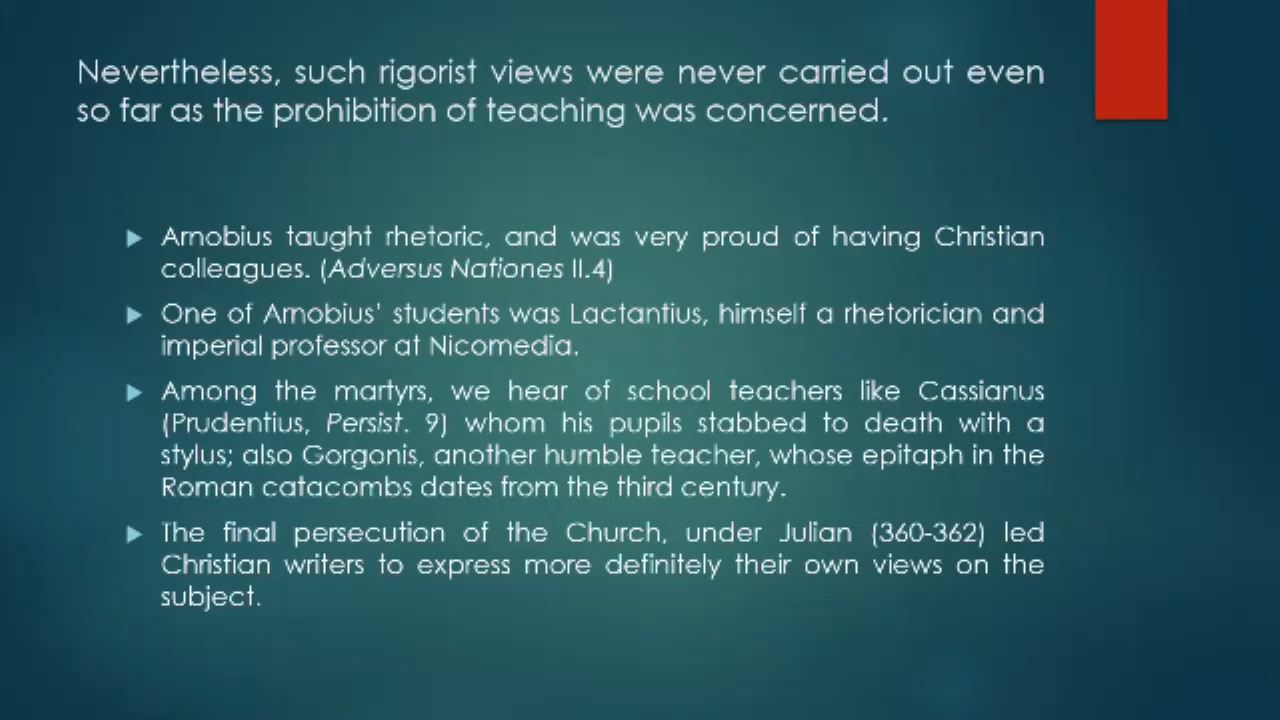 Nevertheless, such rigorist views were never carried out even
so far as the prohibition of teaching was concerned.
Arnobius taught rhetoric, and was very proud of having Christian
colleagues. (Adversus Nationes II.4)
One of Arnobius' students was Lactantius, himself a rhetorician and
imperial professor at Nicomedia.
Among the martyrs, we hear of school teachers like Cassianus
(Prudentius, Persist. 9) whom his pupils stabbed to death with a
stylus; also Gorgonis, another humble teacher, whose epitaph in the
Roman catacombs dates from the third century.
The final persecution of the Church, under Julian (360-362) led
Christian writers to express more definitely their own views on the
subject.